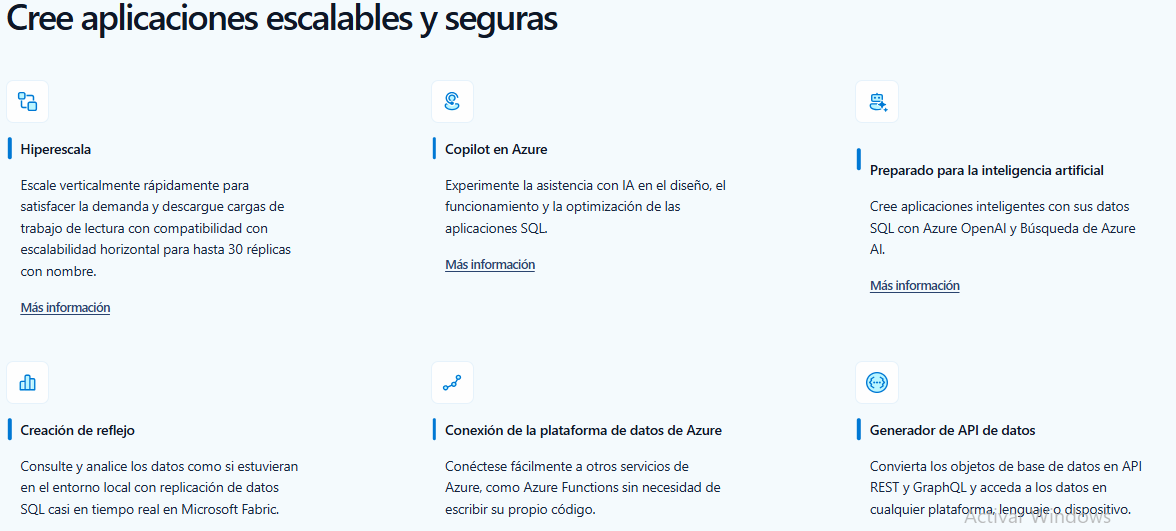 Cree aplicaciones escalables y seguras
Hiperescala
Escale verticalmente rápidamente para
satisfacer la demanda y descargue cargas de
trabajo de lectura con compatibilidad con
escalabilidad horizontal para hasta 30 réplicas
con nombre.
Más información
Copilot en Azure
Experimente la asistencia con IA en el diseño, el
funcionamiento y la optimización de las
aplicaciones SQL.
Más información
Preparado para la inteligencia artificial
Cree aplicaciones inteligentes con sus datos
SQL con Azure OpenAI y Búsqueda de Azure
AI.
Más información
Creación de reflejo
Consulte y analice los datos como si estuvieran
en el entorno local con replicación de datos
SQL casi en tiempo real en Microsoft Fabric.
Conexión de la plataforma de datos de Azure
Conéctese fácilmente a otros servicios de
Azure, como Azure Functions sin necesidad de
escribir su propio código.
Generador de API de datos
Convierta los objetos de base de datos en API
REST y GraphQL y acceda a los datos en
cualquier plataforma, lenguaje o dispositivo.
Activar Windows